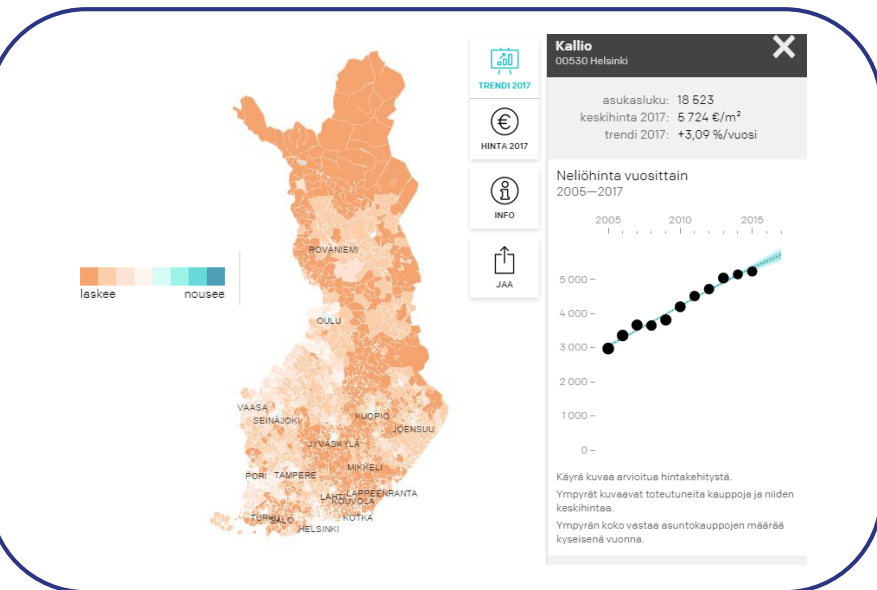 TRENDI 2017
HINTA 2017
INFO
JAA
laskee
nousee
ROVANIEMI
OULU
VAASA
SEINÄJOKI
KUOPIO
JOENSUU
JYVÄSKYLÄ
MIKKELI
PORI
TAMPERE
LAHTI
LAPPEENRANTA
KOUVOLA
TURKU
SALO
KOTKA
HELSINKI
Kallio
00530 Helsinki
asukasluku: 18 523
keskihinta 2017: 5 724 €/m²
trendi 2017: +3,09 %/vuosi
Neliöhinta vuosittain
2005—2017
2005 2010 2015
5 000
4 000
3 000
2 000
1 000
0
Käyrä kuvaa arvioitua hintakehitystä.
Ympyrät kuvaavat toteutuneita kauppoja ja niiden
keskihintaa.
Ympyrän koko vastaa asuntokauppojen määrää
kyseisenä vuonna.